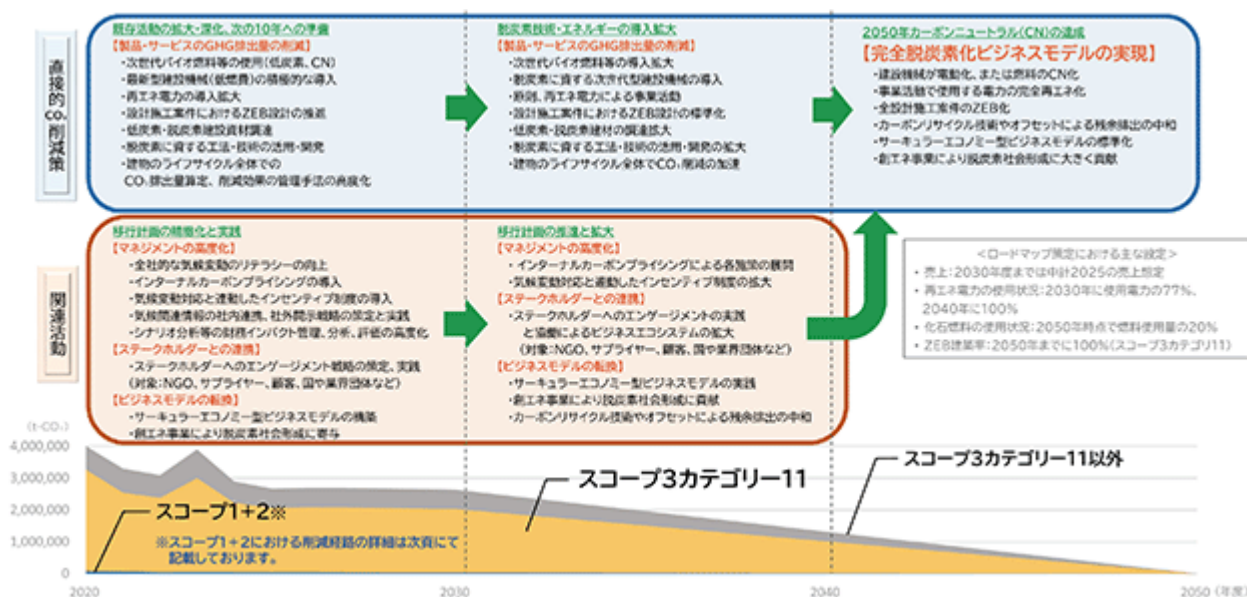 直接的CO₂削減策
既存活動の拡大・深化、次の10年への準備
【製品・サービスのGHG排出量の削減】
・次世代バイオ燃料等の使用(低炭素、CN)
・最新型建設機械(低燃費)の積極的な導入
・再エネ電力の導入拡大
・設計施工案件におけるZEB設計の推進
・低炭素・脱炭素建設資材調達
・脱炭素に資する工法・技術の活用・開発
・建物のライフサイクル全体での
CO₂排出量算定、削減効果の管理手法の高度化
脱炭素技術・エネルギーの導入拡大
【製品・サービスのGHG排出量の削減】
・次世代バイオ燃料等の導入拡大
・脱炭素に資する次世代型建設機械の導入
・原則、再エネ電力による事業活動
・設計施工案件におけるZEB設計の標準化
・低炭素・脱炭素建材の調達拡大
・脱炭素に資する工法・技術の活用・開発の拡大
・建物のライフサイクル全体でCO₂削減の加速
2050年カーボンニュートラル(CN)の達成
【完全脱炭素化ビジネスモデルの実現】
・建設機械が電動化、または燃料のCN化
・事業活動で使用する電力の完全再エネ化
・全設計施工案件のZEB化
・カーボンリサイクル技術やオフセットによる残余排出の中和
・サーキュラーエコノミー型ビジネスモデルの標準化
・創エネ事業により脱炭素社会形成に大きく貢献
関連活動
移行計画の精緻化と実践
【マネジメントの高度化】
・全社的な気候変動のリテラシーの向上
・インターナルカーボンプライシングの導入
・気候変動対応と連動したインセンティブ制度の導入
・気候関連情報の社内連携、社外開示戦略の策定と実践
・シナリオ分析等の財務インパクト管理、分析、評価の高度化
【ステークホルダーとの連携】
・ステークホルダーへのエンゲージメント戦略の策定、実践
(対象:NGO、サプライヤー、顧客、国や業界団体など)
【ビジネスモデルの転換】
・サーキュラーエコノミー型ビジネスモデルの構築
・創エネ事業により脱炭素社会形成に寄与
移行計画の推進と拡大
【マネジメントの高度化】
・インターナルカーボンプライシングによる各施策の展開
・気候変動対応と連動したインセンティブ制度の拡大
【ステークホルダーとの連携】
・ステークホルダーへのエンゲージメントの実践
と協働によるビジネスエコシステムの拡大
(対象:NGO、サプライヤー、顧客、国や業界団体など)
【ビジネスモデルの転換】
・サーキュラーエコノミー型ビジネスモデルの実践
・創エネ事業により脱炭素社会形成に貢献
・カーボンリサイクル技術やオフセットによる残余排出の中和
<ロードマップ策定における主な設定>
・売上:2030年度までは中計2025の売上想定
・再エネ電力の使用状況:2030年に使用電力の77%、
2040年に100%
・化石燃料の使用状況:2050年時点で燃料使用量の20%
・ZEB建築率:2050年までに100%(スコープ3カテゴリ11)
(t-CO₂)
4,000,000
3,000,000
2,000,000
1,000,000
0
スコープ1+2※
※スコープ1+2における削減経路の詳細は次頁にて
記載しております。
スコープ3カテゴリー11
スコープ3カテゴリー11以外
2020
2030
2040
2050
(年度)